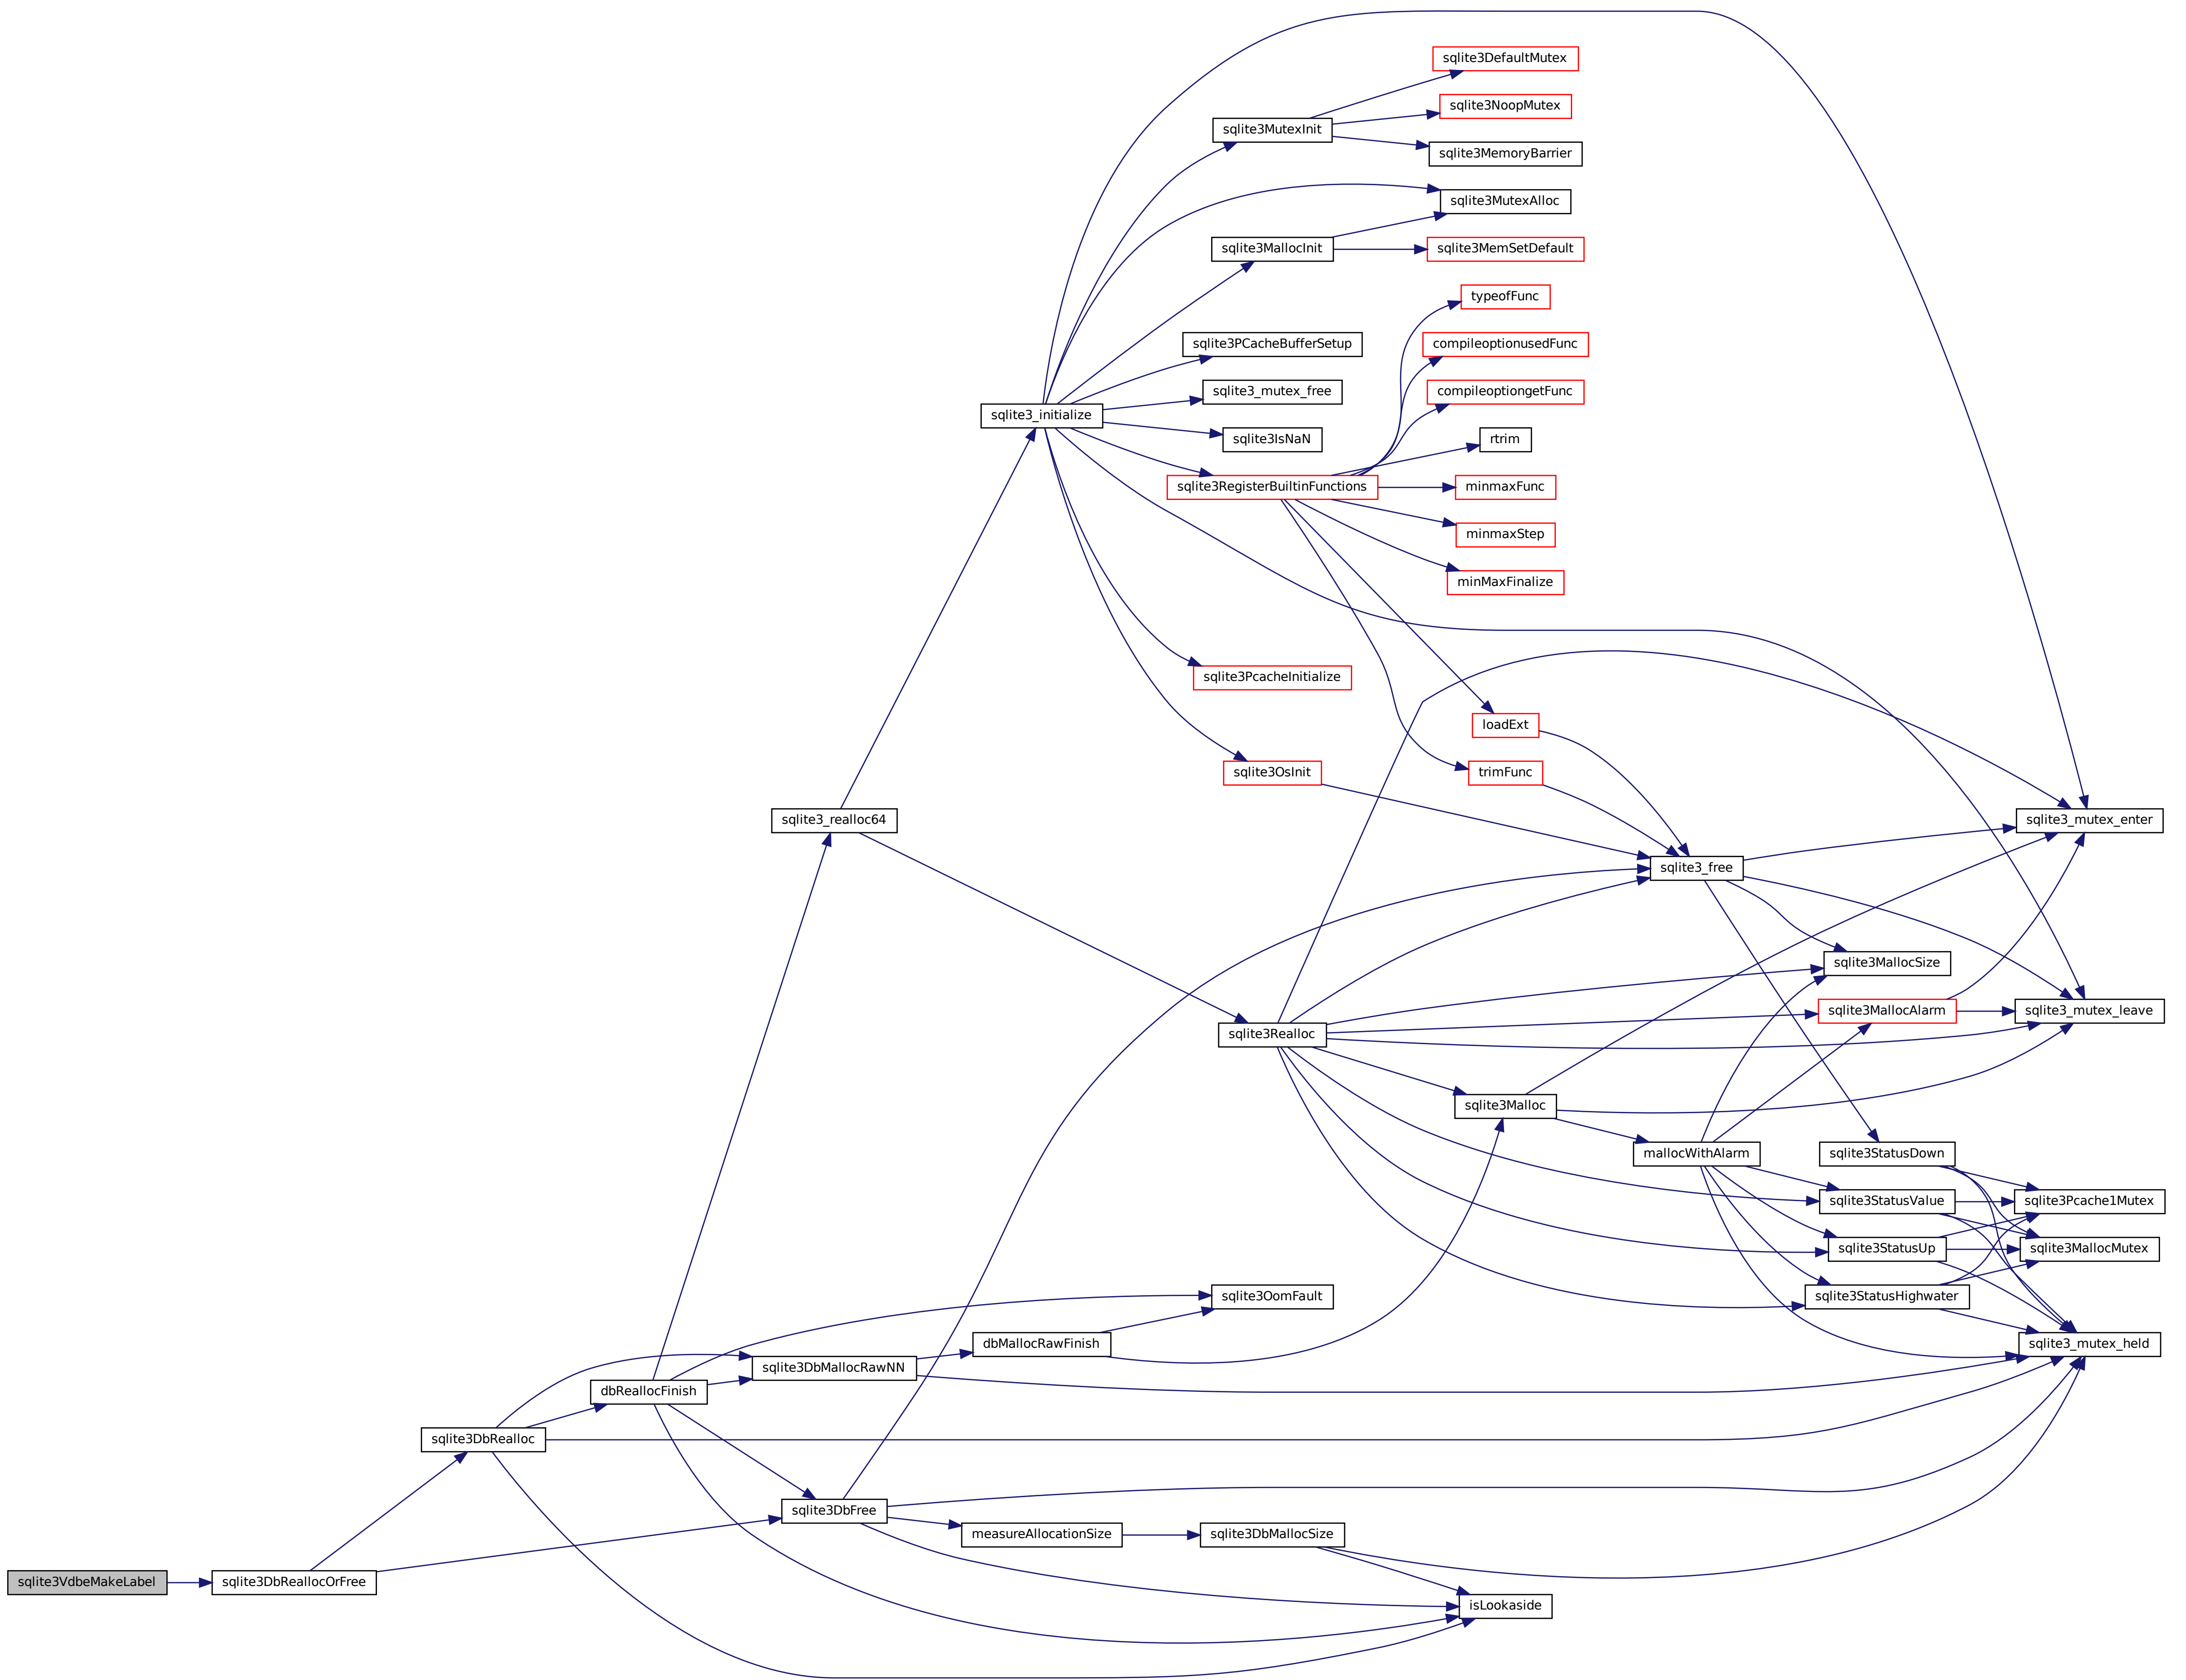 sqlite3DefaultMutex
sqlite3NoopMutex
sqlite3MutexInit
sqlite3MemoryBarrier
sqlite3MutexAlloc
sqlite3MallocInit
sqlite3MemSetDefault
typeofFunc
sqlite3PCacheBufferSetup
compileoptionusedFunc
sqlite3_mutex_free
compileoptiongetFunc
sqlite3_initialize
sqlite3IsNaN
rtrim
sqlite3RegisterBuiltinFunctions
minmaxFunc
minmaxStep
minMaxFinalize
sqlite3PcacheInitialize
loadExt
sqlite3OsInit
trimFunc
sqlite3_realloc64
sqlite3_mutex_enter
sqlite3_free
sqlite3MallocSize
sqlite3MallocAlarm
sqlite3_mutex_leave
sqlite3Realloc
sqlite3Malloc
mallocWithAlarm
sqlite3StatusDown
sqlite3StatusValue
sqlite3Pcache1Mutex
sqlite3StatusUp
sqlite3MallocMutex
sqlite3OomFault
sqlite3StatusHighwater
dbMallocRawFinish
sqlite3_mutex_held
sqlite3DbMallocRawNN
dbReallocFinish
sqlite3DbRealloc
sqlite3DbFree
measureAllocationSize
sqlite3DbMallocSize
sqlite3VdbeMakeLabel
sqlite3DbReallocOrFree
isLookaside